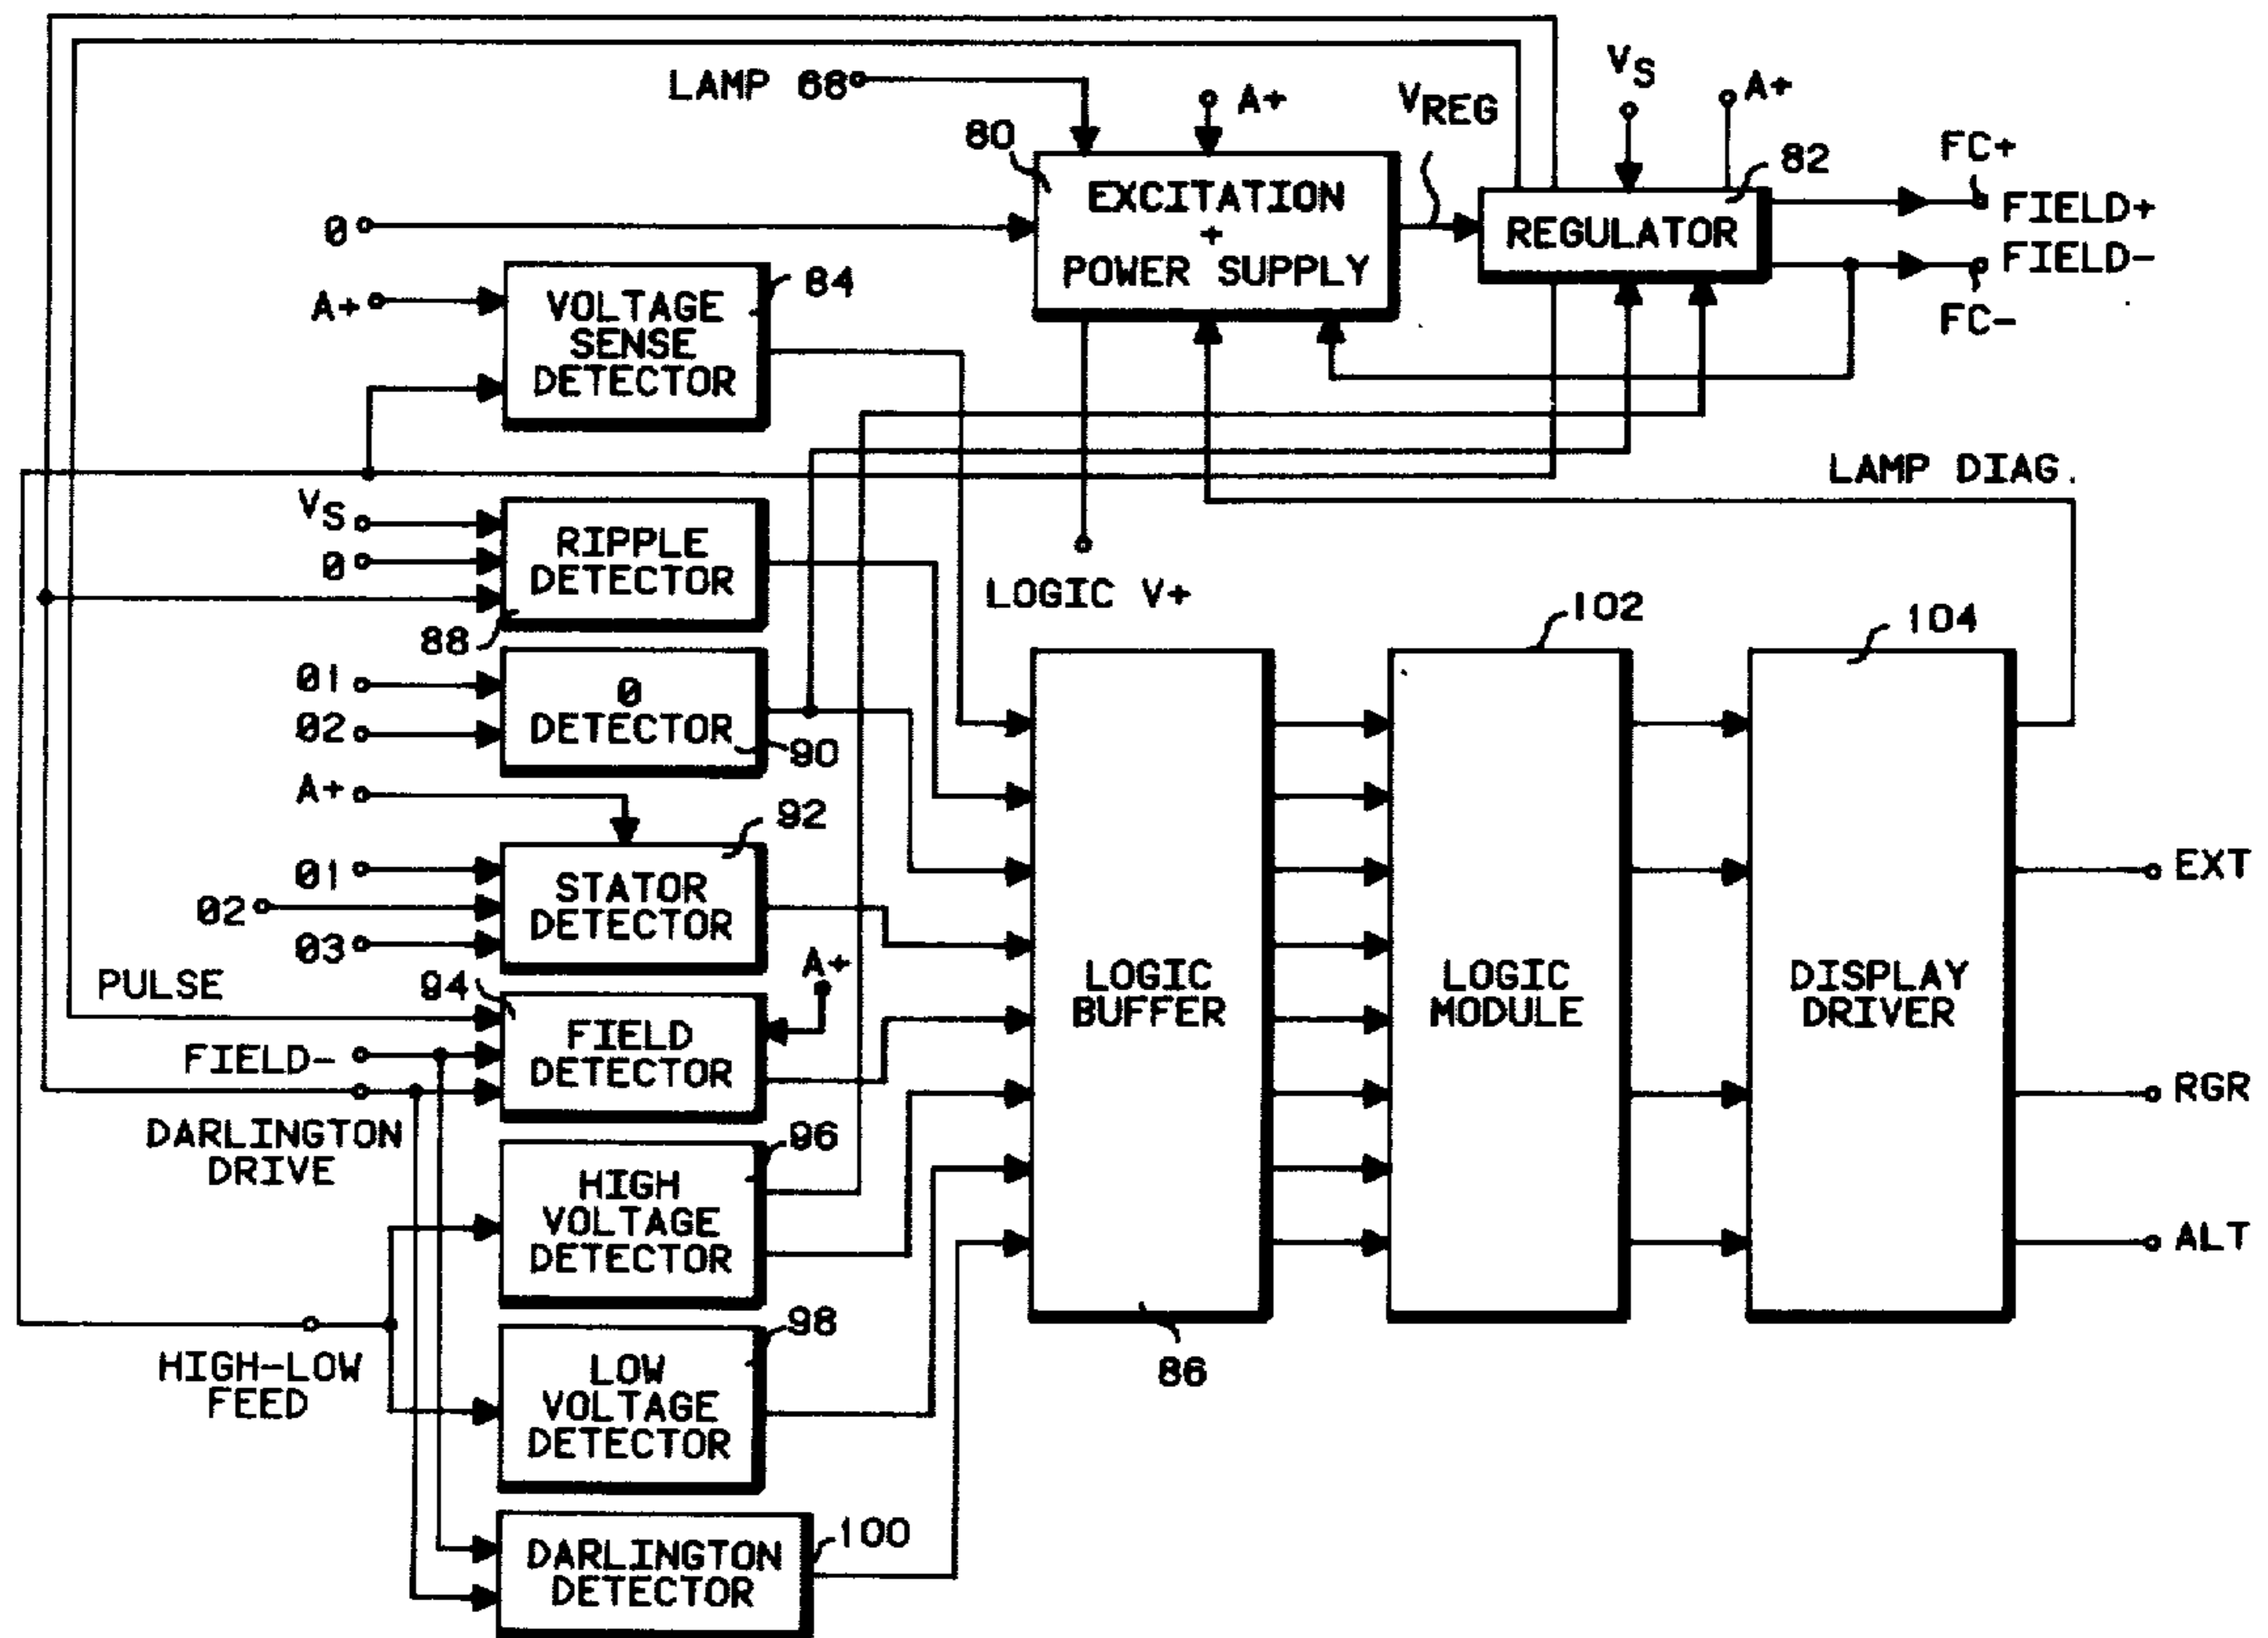 LAMP 68
A+
VREG
VS
A+
80
EXCITATION
+
POWER SUPPLY
82
REGULATOR
FC+
FIELD+
FIELD-
FC-
0
A+
84
VOLTAGE
SENSE
DETECTOR
LAMP DIAG.
VS
0
RIPPLE
DETECTOR
88
LOGIC V+
01
02
0
DETECTOR
90
A+
92
01
02
03
STATOR
DETECTOR
PULSE
94
A+
FIELD-
FIELD
DETECTOR
DARLINGTON
DRIVE
96
HIGH
VOLTAGE
DETECTOR
HIGH-LOW
FEED
98
LOW
VOLTAGE
DETECTOR
100
DARLINGTON
DETECTOR
LOGIC
BUFFER
86
102
LOGIC
MODULE
104
DISPLAY
DRIVER
EXT
RGR
ALT